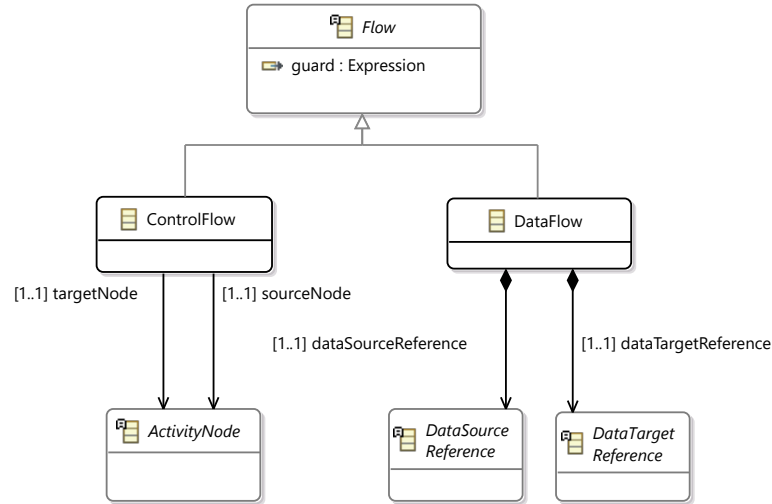 Flow
guard : Expression
ControlFlow
DataFlow
[1..1] targetNode
[1..1] sourceNode
[1..1] dataSourceReference
[1..1] dataTargetReference
ActivityNode
DataSource
Reference
DataTarget
Reference